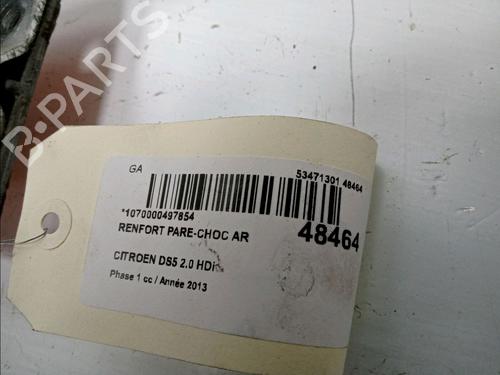 B-PARTS
GA
53471301 48464
*1070000497854
RENFORT PARE-CHOC AR
48464
CITROEN DS5 2.0 HDi
Phase 1 cc / Année 2013